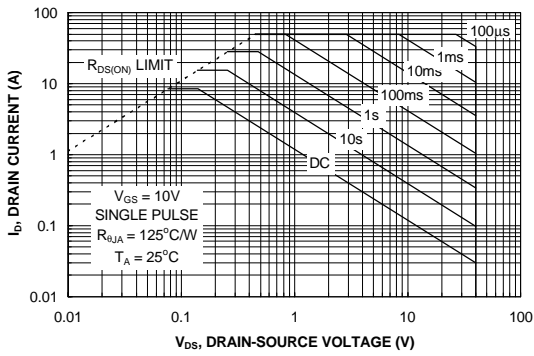 100
10
1
0.1
0.01
0.01
0.1
1
10
100
I_D, DRAIN CURRENT (A)
V_DS, DRAIN-SOURCE VOLTAGE (V)
R_DS(ON) LIMIT
100µs
1ms
10ms
100ms
1s
10s
DC
V_GS = 10V
SINGLE PULSE
R_θJA = 125°C/W
T_A = 25°C